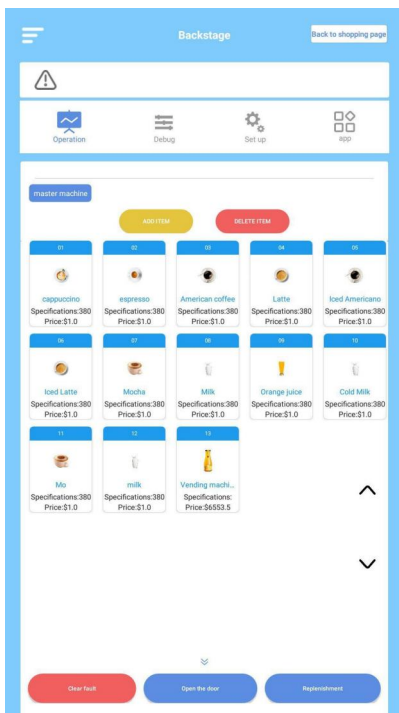 Backstage
Back to shopping page
Operation
Debug
Set up
app
master machine
ADD ITEM
DELETE ITEM
01
02
03
04
05
cappuccino
espresso
American coffee
Latte
Iced Americano
Specifications:380
Specifications:380
Specifications:380
Specifications:380
Specifications:380
Price:$1.0
Price:$1.0
Price:$1.0
Price:$1.0
Price:$1.0
06
07
08
09
10
Iced Latte
Mocha
Milk
Orange juice
Cold Milk
Specifications:380
Specifications:380
Specifications:380
Specifications:380
Specifications:380
Price:$1.0
Price:$1.0
Price:$1.0
Price:$1.0
Price:$1.0
11
12
13
Mo
milk
Vending machi...
Specifications:380
Specifications:380
Specifications:
Price:$1.0
Price:$1.0
Price:$6553.5
Clear fault
Open the door
Replenishment